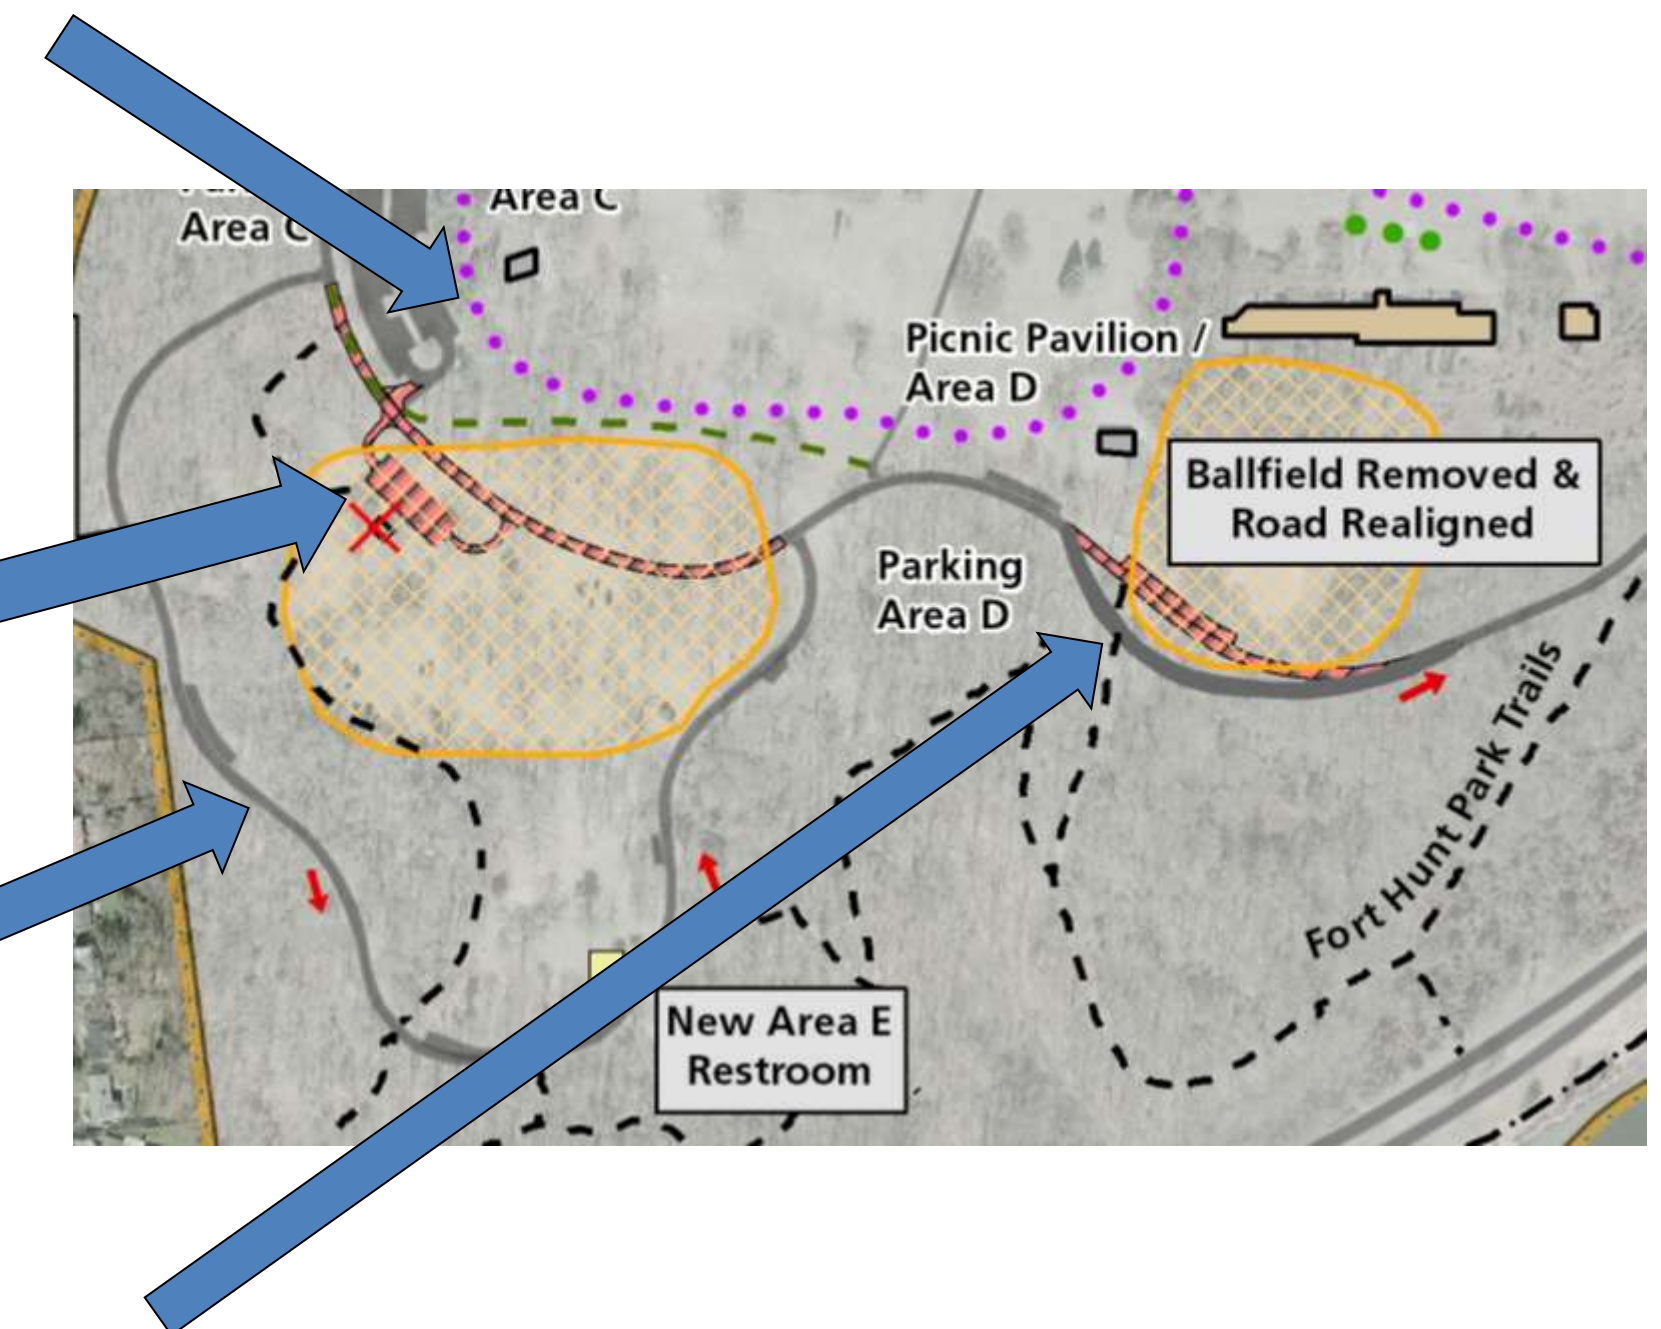 Area C
Area C
Picnic Pavilion /
Area D
Ballfield Removed &
Road Realigned
Parking
Area D
Fort Hunt Park Trails
New Area E
Restroom